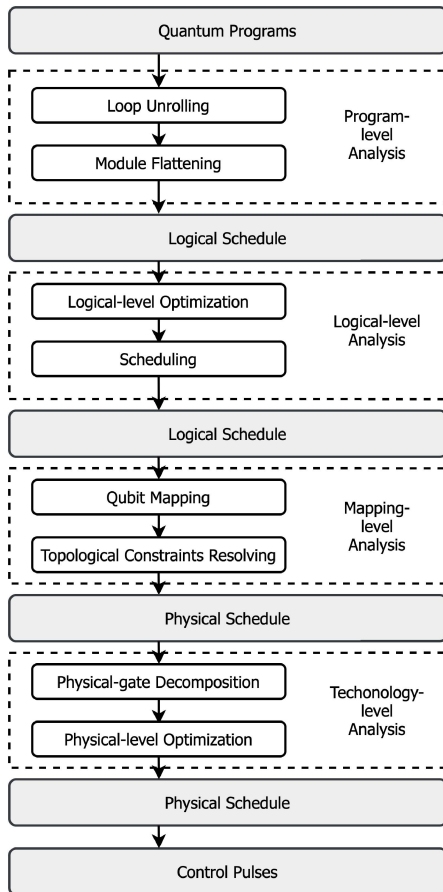 Quantum Programs
Loop Unrolling
Module Flattening
Program-
level
Analysis
Logical Schedule
Logical-level Optimization
Scheduling
Logical-level
Analysis
Logical Schedule
Qubit Mapping
Topological Constraints Resolving
Mapping-
level
Analysis
Physical Schedule
Physical-gate Decomposition
Physical-level Optimization
Techonology-
level
Analysis
Physical Schedule
Control Pulses